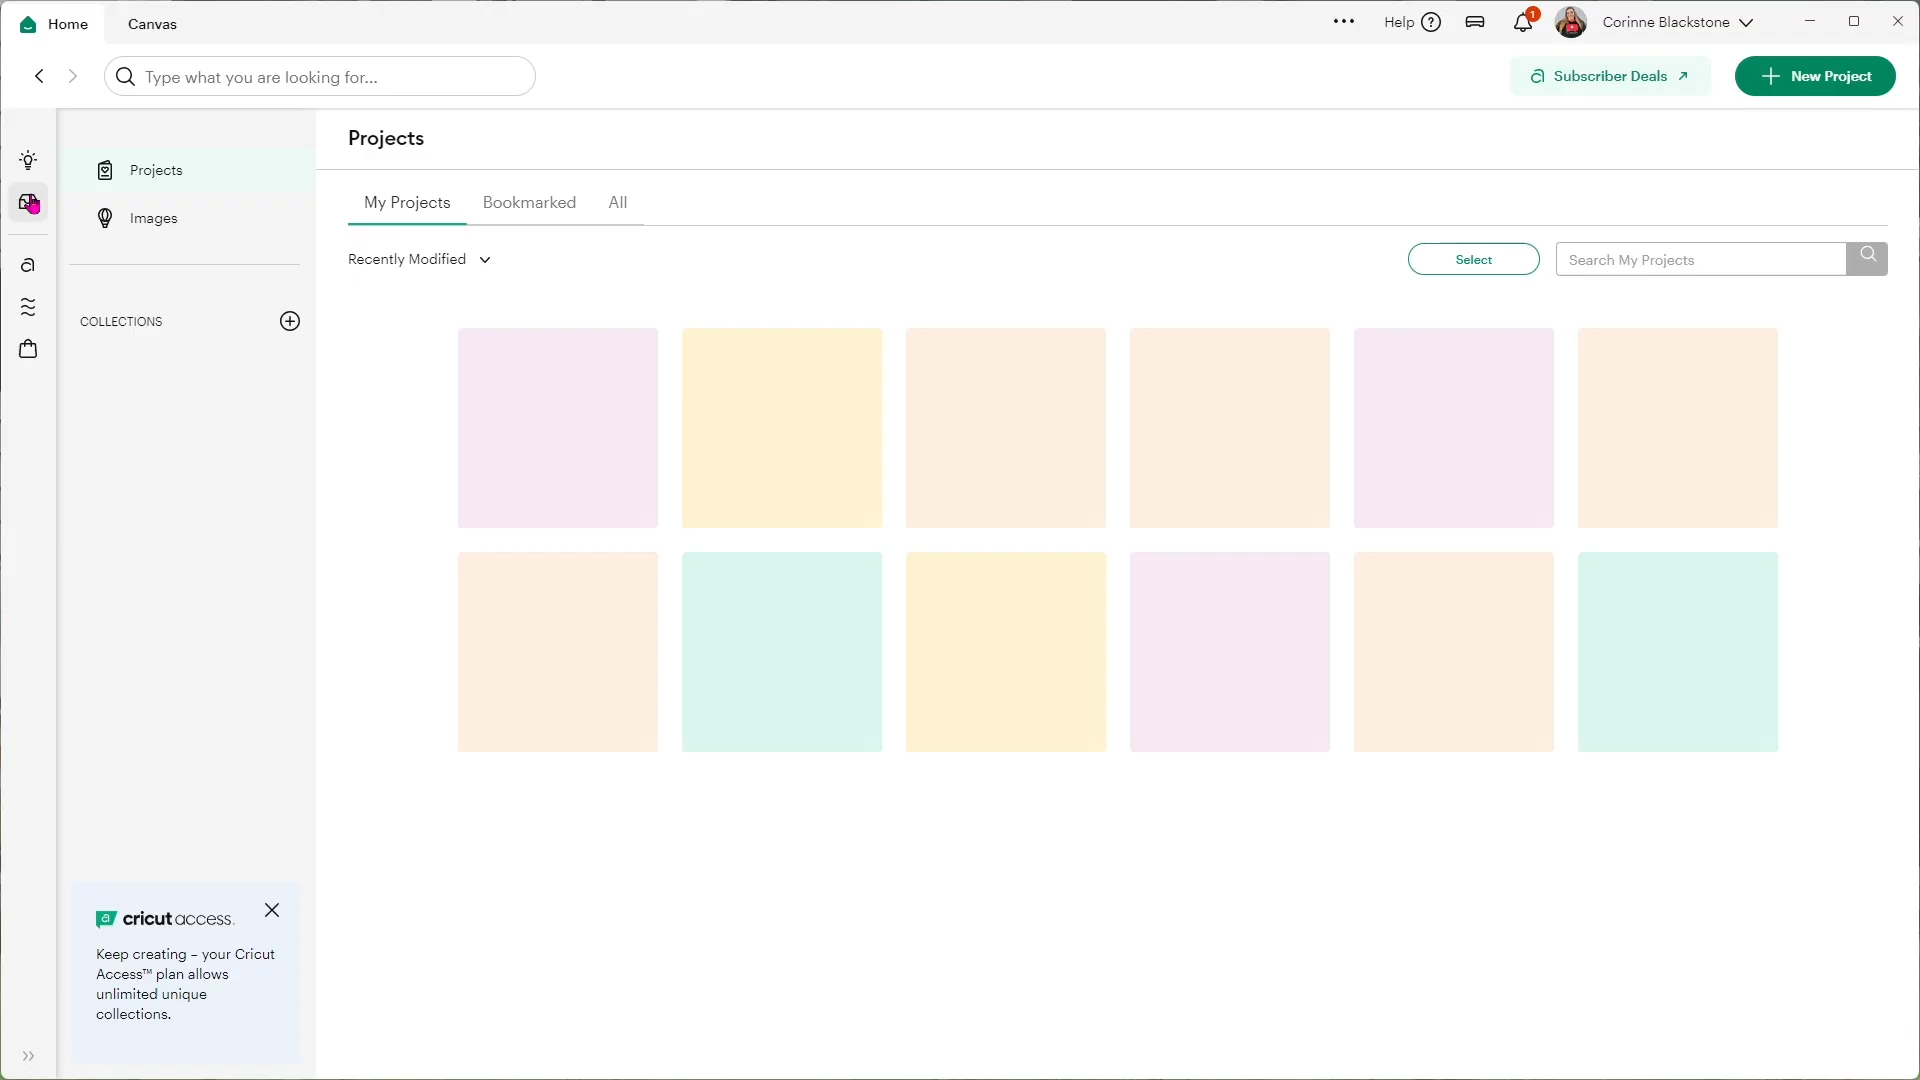 Home
Canvas
Help
1
Corinne Blackstone
Type what you are looking for...
Subscriber Deals
New Project
Projects
Images
COLLECTIONS
cricut access.
Keep creating – your Cricut
Access™ plan allows
unlimited unique
collections.
Projects
My Projects
Bookmarked
All
Recently Modified
Select
Search My Projects